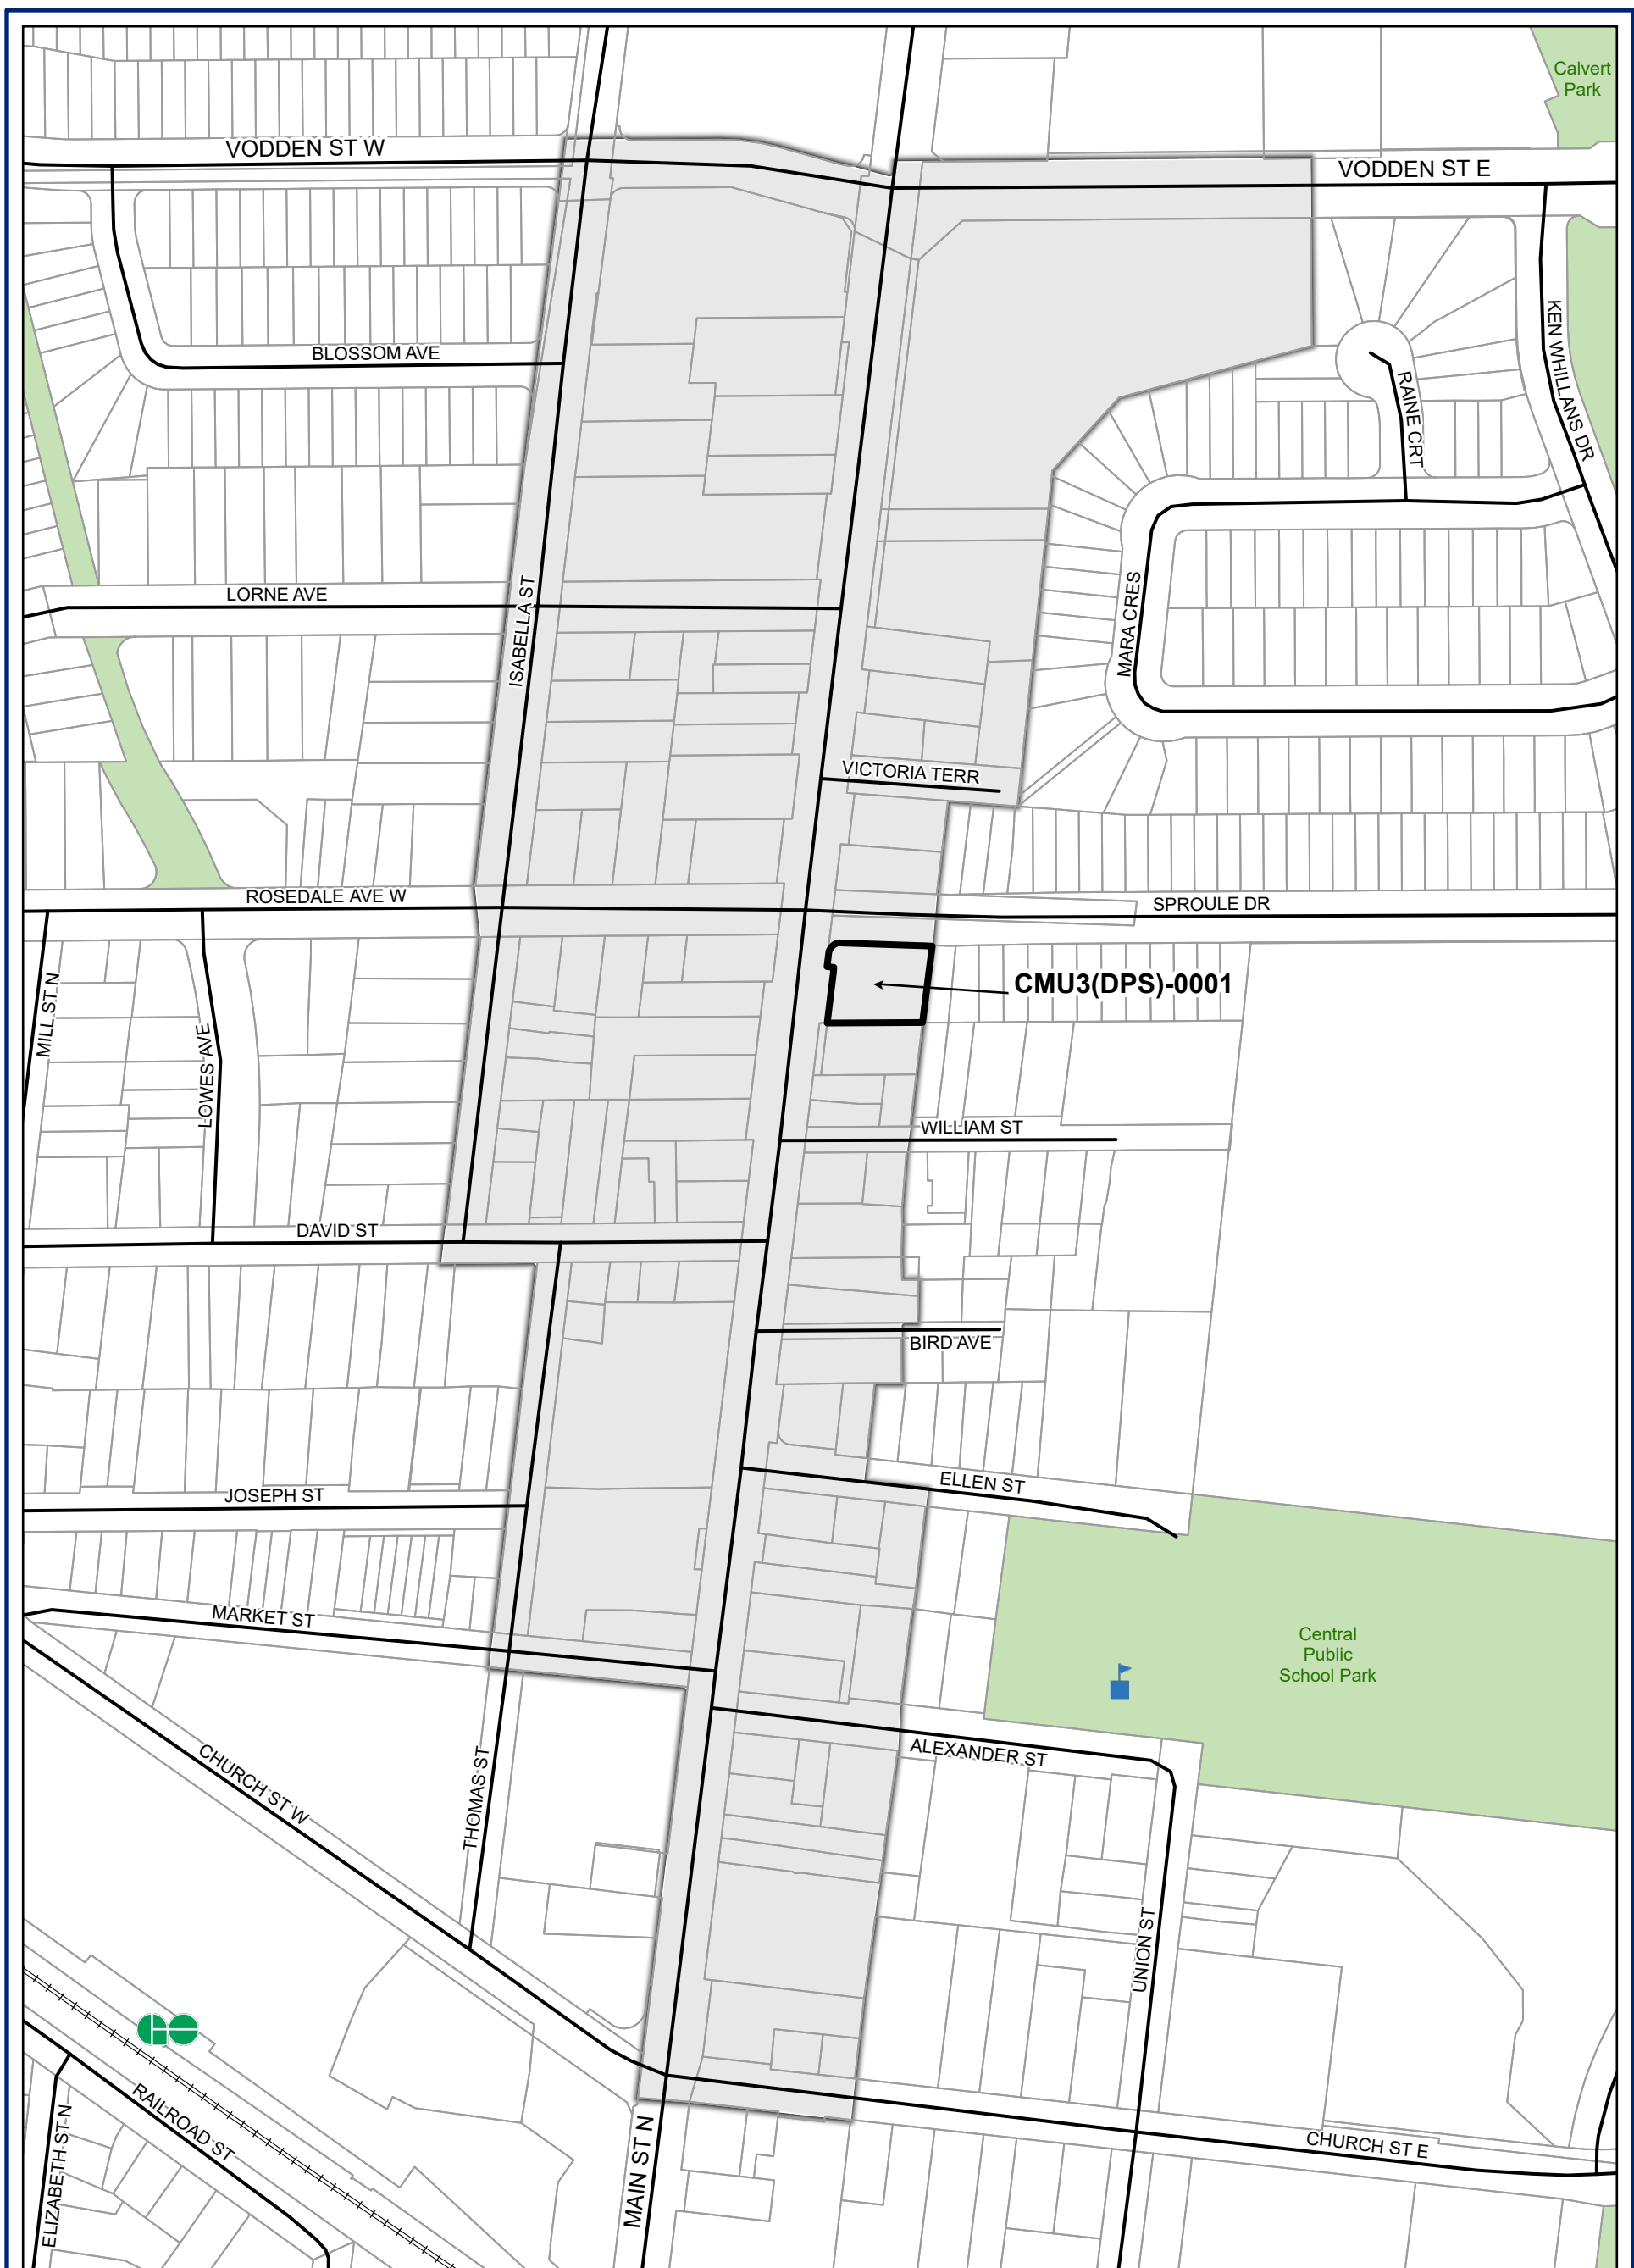 Calvert
Park
VODDEN ST W
VODDEN ST E
KEN WHILLANS DR
BLOSSOM AVE
RAINE CRT
LORNE AVE
ISABELLA ST
MARA CRES
VICTORIA TERR
ROSEDALE AVE W
SPROULE DR
CMU3(DPS)-0001
MILL ST N
LOWES AVE
WILLIAM ST
DAVID ST
BIRD AVE
ELLEN ST
JOSEPH ST
MARKET ST
Central
Public
School Park
ALEXANDER ST
CHURCH ST W
THOMAS ST
UNION ST
RAILROAD ST
ELIZABETH ST N
MAIN ST N
CHURCH ST E